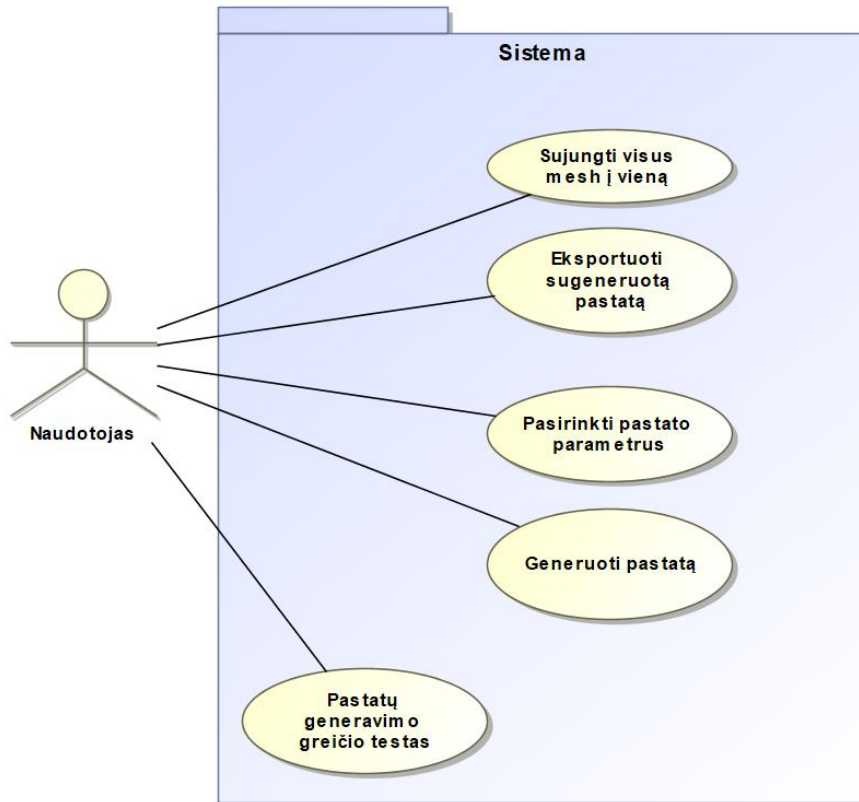 Sistema
Sujungti visus
mesh į vieną
Eksportuoti
sugeneruotą
pastatą
Naudotojas
Pasirinkti pastato
parametrus
Generuoti pastatą
Pastatų
generavimo
greičio testas